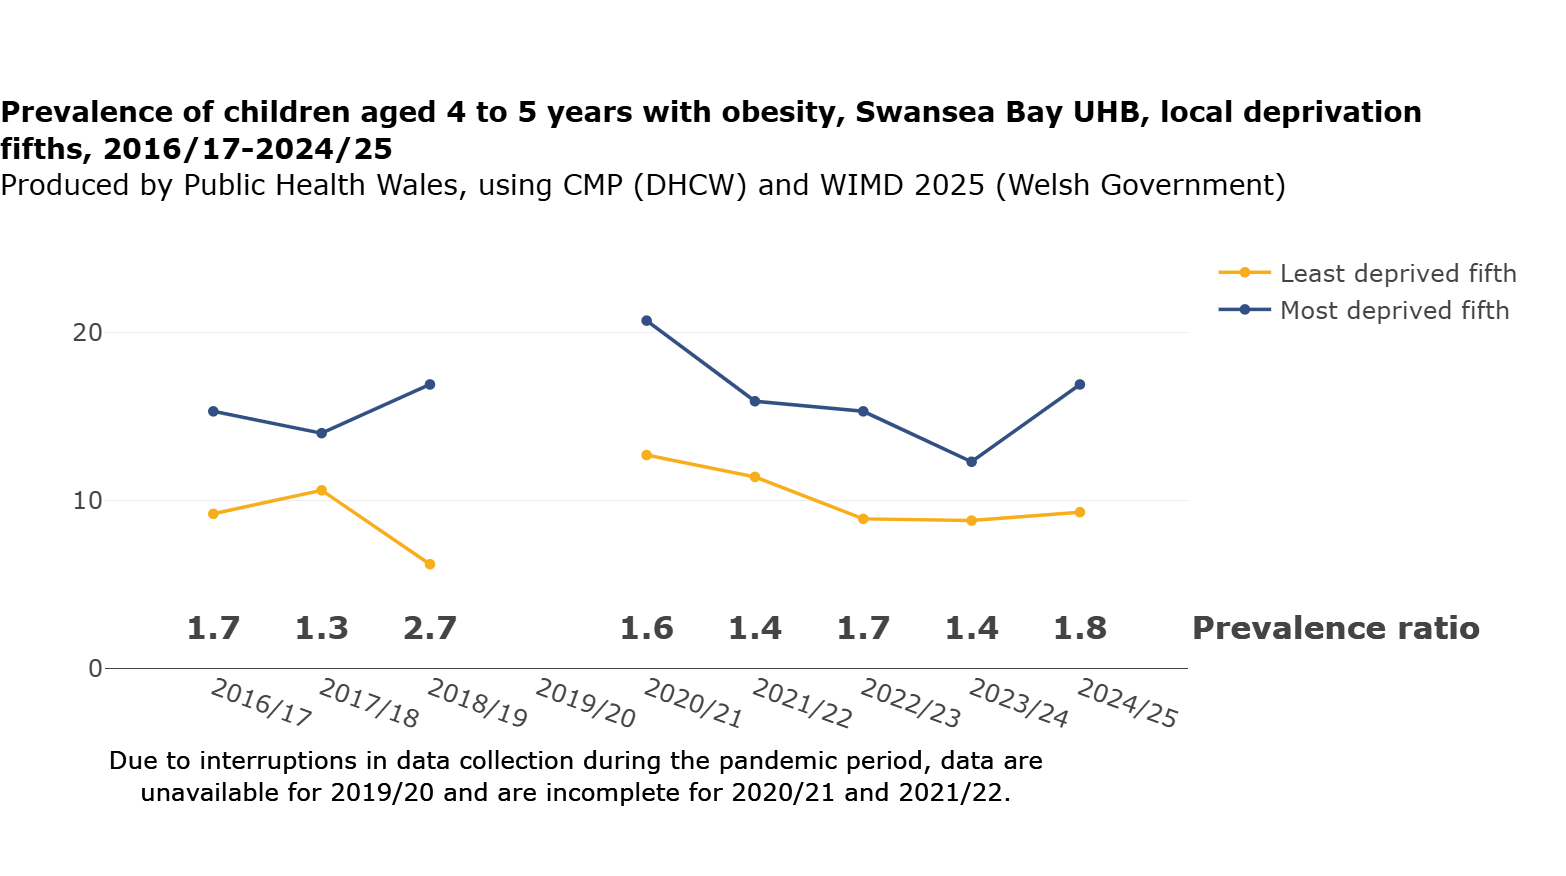 Prevalence of children aged 4 to 5 years with obesity, Swansea Bay UHB, local deprivation
fifths, 2016/17-2024/25
Produced by Public Health Wales, using CMP (DHCW) and WIMD 2025 (Welsh Government)
Least deprived fifth
Most deprived fifth
20
10
1.7 1.3 2.7 1.6 1.4 1.7 1.4 1.8 Prevalence ratio
0
2016/17 2017/18 2018/19 2019/20 2020/21 2021/22 2022/23 2023/24 2024/25
Due to interruptions in data collection during the pandemic period, data are
unavailable for 2019/20 and are incomplete for 2020/21 and 2021/22.